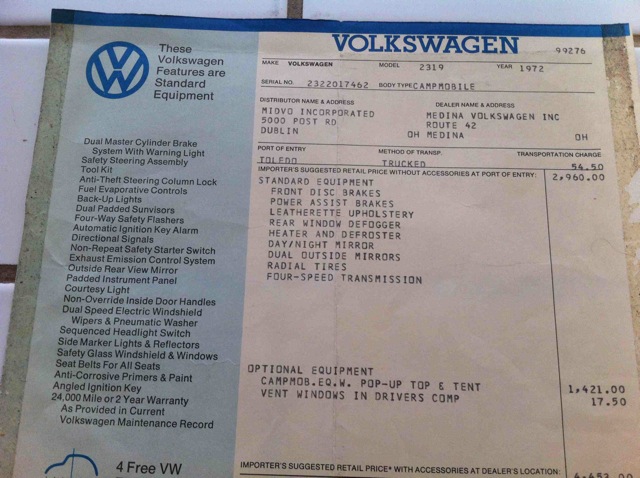 VOLKSWAGEN
99276
These
Volkswagen
Features are
Standard
Equipment
MAKE VOLKSWAGEN MODEL 2319 YEAR 1972
SERIAL NO. 2322017462 BODY TYPE CAMPMOBILE
DISTRIBUTOR NAME & ADDRESS DEALER NAME & ADDRESS
MIOVO INCORPORATED MEDINA VOLKSWAGEN INC
5000 POST RD ROUTE 42
DUBLIN OH MEDINA OH
PORT OF ENTRY METHOD OF TRANSP. TRANSPORTATION CHARGE
TOLEDO TRUCKED 54.50
IMPORTER'S SUGGESTED RETAIL PRICE WITHOUT ACCESSORIES AT PORT OF ENTRY: 2,960.00
STANDARD EQUIPMENT
FRONT DISC BRAKES
POWER ASSIST BRAKES
LEATHERETTE UPHOLSTERY
REAR WINDOW DEFOGGER
HEATER AND DEFROSTER
DAY/NIGHT MIRROR
DUAL OUTSIDE MIRRORS
RADIAL TIRES
FOUR-SPEED TRANSMISSION
OPTIONAL EQUIPMENT
CAMPMOB.EQ.W. POP-UP TOP & TENT 1,421.00
VENT WINDOWS IN DRIVERS COMP 17.50
IMPORTER'S SUGGESTED RETAIL PRICE* WITH ACCESSORIES AT DEALER'S LOCATION:
Dual Master Cylinder Brake
System With Warning Light
Safety Steering Assembly
Tool Kit
Anti-Theft Steering Column Lock
Fuel Evaporative Controls
Back-Up Lights
Dual Padded Sunvisors
Four-Way Safety Flashers
Automatic Ignition Key Alarm
Directional Signals
Non-Repeat Safety Starter Switch
Exhaust Emission Control System
Outside Rear View Mirror
Padded Instrument Panel
Courtesy Light
Non-Override Inside Door Handles
Dual Speed Electric Windshield
Wipers & Pneumatic Washer
Sequenced Headlight Switch
Side Marker Lights & Reflectors
Safety Glass Windshield & Windows
Seat Belts For All Seats
Anti-Corrosive Primers & Paint
Angled Ignition Key
24,000 Mile or 2 Year Warranty
As Provided in Current
Volkswagen Maintenance Record
4 Free VW